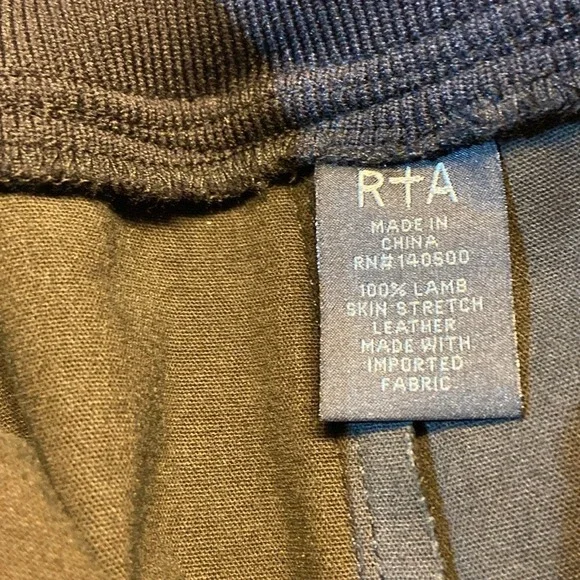 R†A
MADE IN
CHINA
RN#140500
100% LAMB
SKIN STRETCH
LEATHER
MADE WITH
IMPORTED
FABRIC